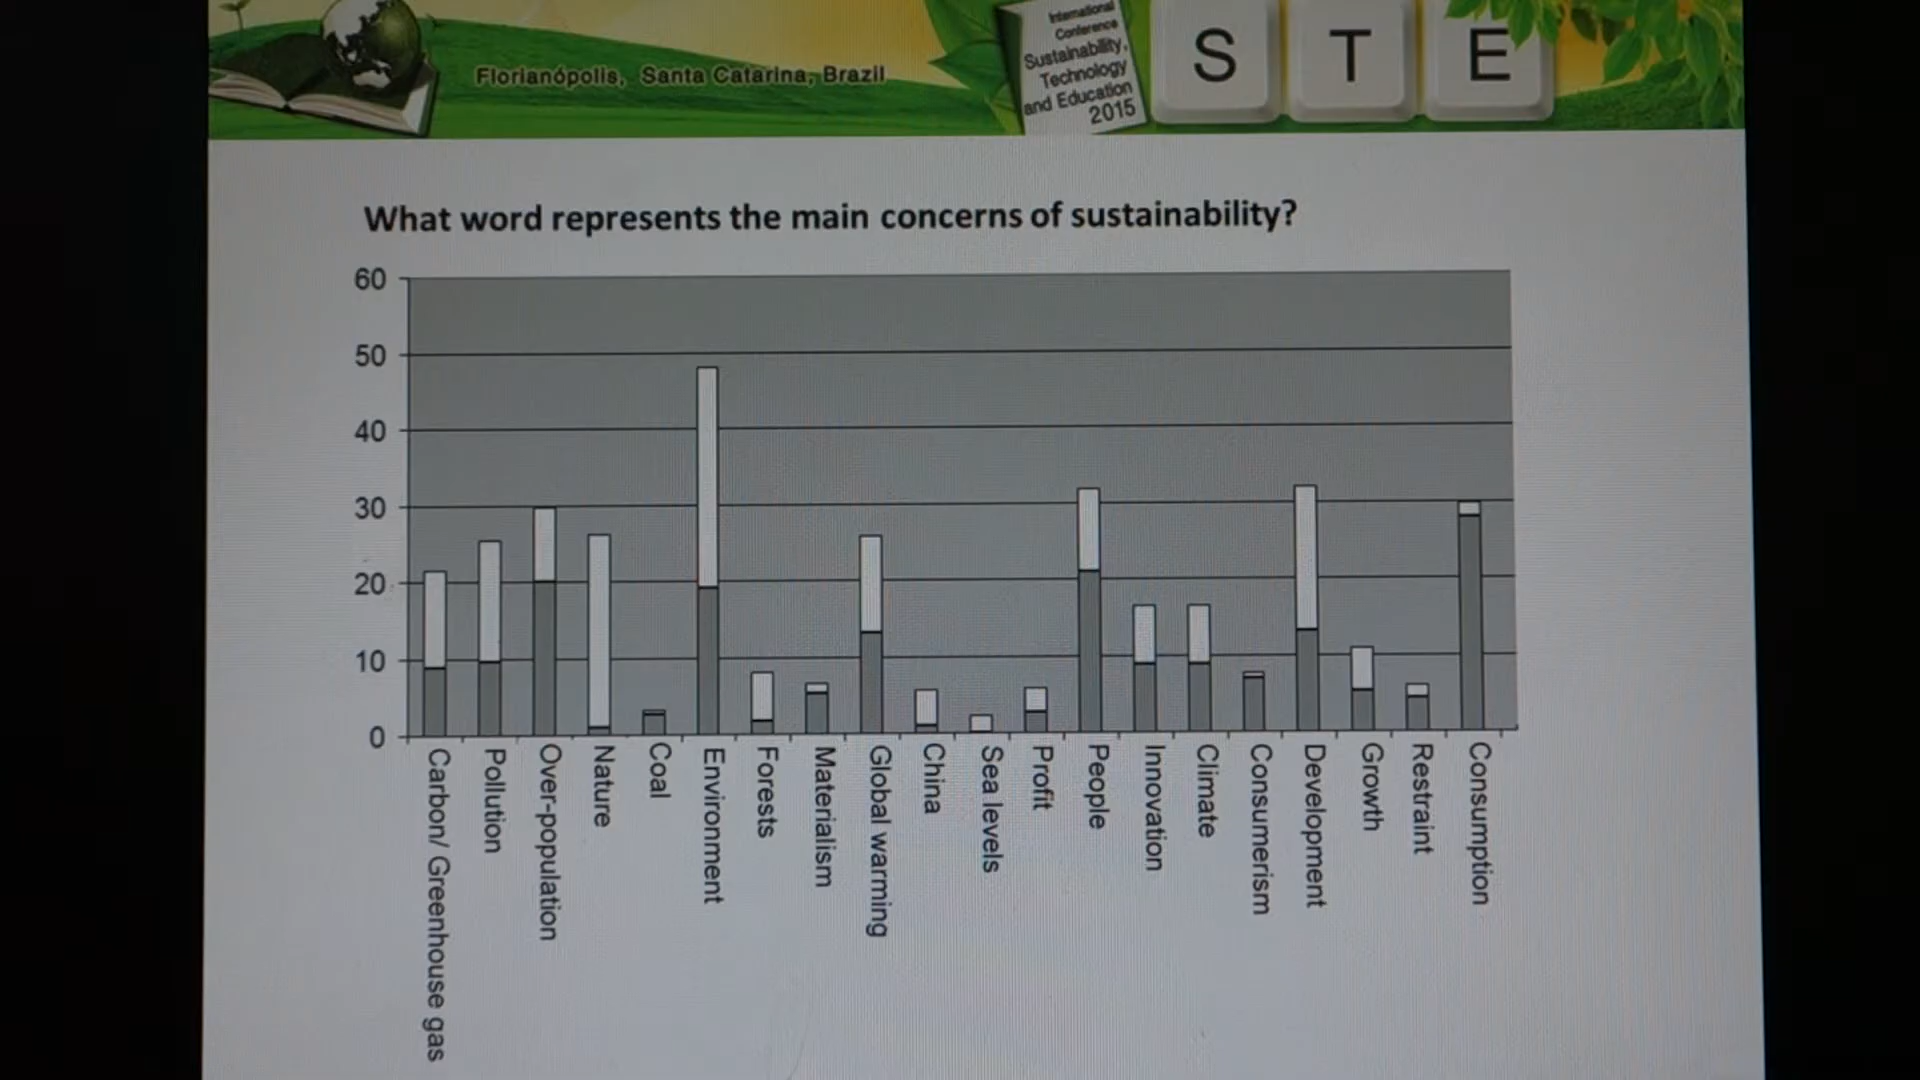 Florianópolis, Santa Catarina, Brazil
International
Conference
Sustainability,
Technology
and Education
2015
S T E
What word represents the main concerns of sustainability?
60
50
40
30
20
10
0
Carbon/ Greenhouse gas
Pollution
Over-population
Nature
Coal
Environment
Forests
Materialism
Global warming
China
Sea levels
Profit
People
Innovation
Climate
Consumerism
Development
Growth
Restraint
Consumption